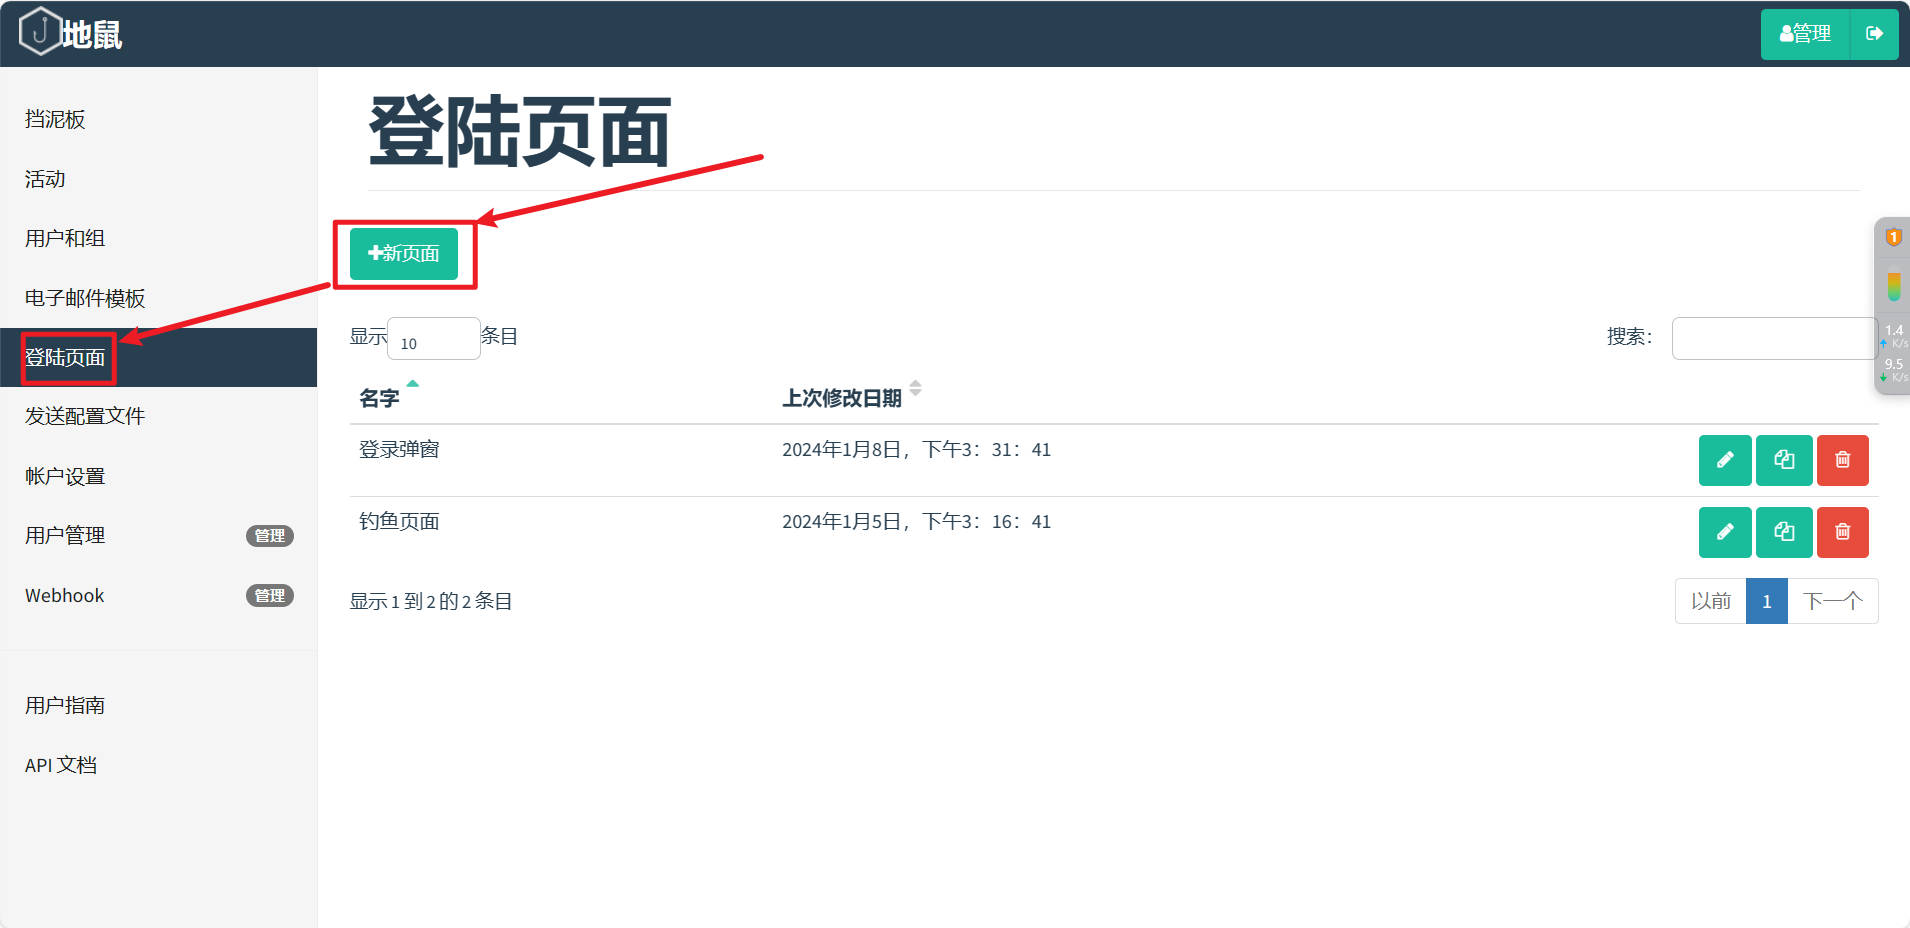 地鼠
管理
挡泥板
活动
用户和组
电子邮件模板
登陆页面
发送配置文件
帐户设置
用户管理 管理
Webhook 管理
用户指南
API 文档
登陆页面
新页面
显示 10 条目
搜索：
名字 上次修改日期
登录弹窗 2024年1月8日，下午3：31：41
钓鱼页面 2024年1月5日，下午3：16：41
显示 1 到 2 的 2 条目
以前 1 下一个
1
1.4
K/s
9.5
K/s